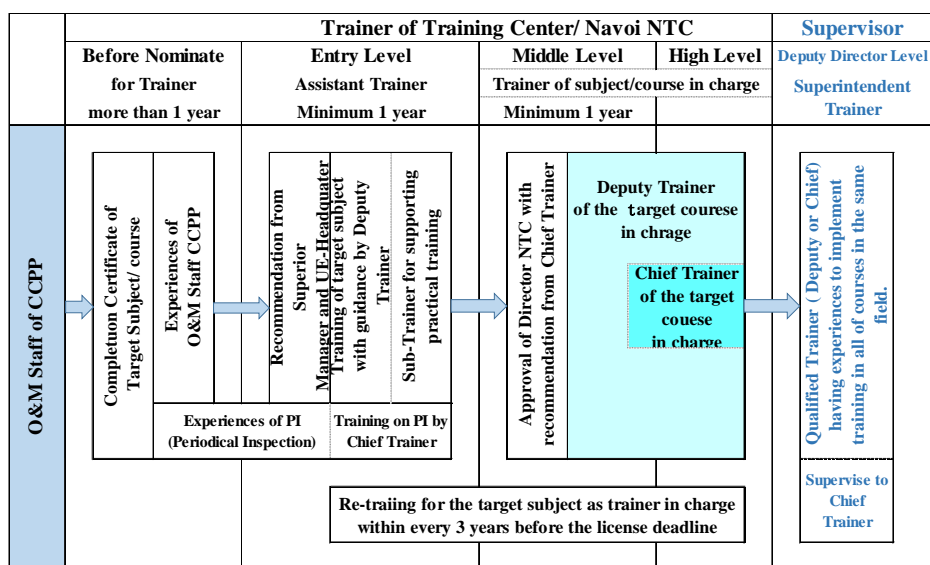 Trainer of Training Center/ Navoi NTC
Supervisor
Before Nominate
for Trainer
more than 1 year
Entry Level
Assistant Trainer
Minimum 1 year
Middle Level
High Level
Trainer of subject/course in charge
Minimum 1 year
Deputy Director Level
Superintendent
Trainer
O&M Staff of CCPP
Completion Certificate of
Target Subject/ course
Experiences of
O&M Staff CCPP
Recommendation from
Superior
Manager and UE-Headquater
Training of target subject
with guidance by Deputy
Trainer
Sub-Trainer for supporting
practical training
Experiences of PI
(Periodical Inspection)
Training on PI by
Chief Trainer
Approval of Director NTC with
recommendation from Chief Trainer
Deputy Trainer
of the target courese
in chrage
Chief Trainer
of the target
couese
in charge
Qualified Trainer ( Deputy or Chief)
having experiences to implement
training in all of courses in the same
field.
Supervise to
Chief
Trainer
Re-traiing for the target subject as trainer in charge
within every 3 years before the license deadline